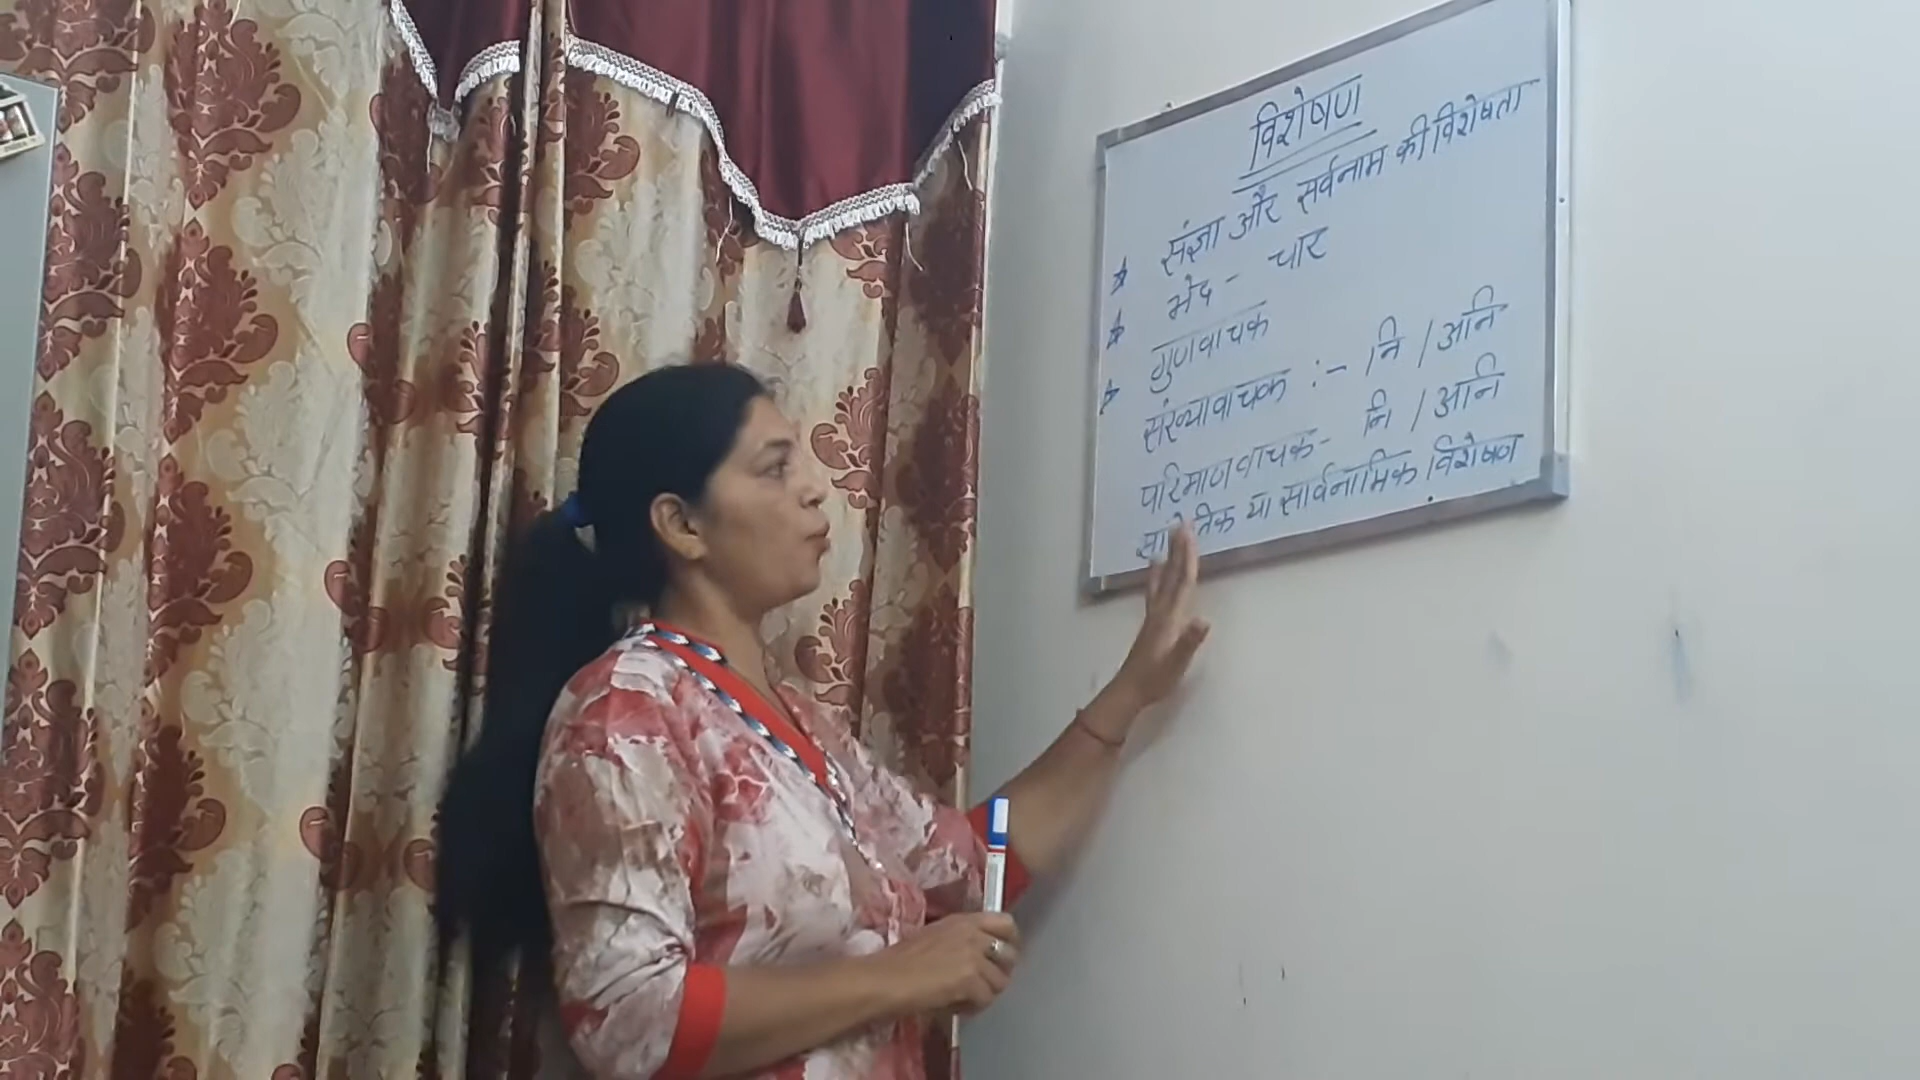 विशेषण
संज्ञा और सर्वनाम की विशेषता
भेद - चार
गुणवाचक
संख्यावाचक :- नि / अनि
परिमाणवाचक- नि / अनि
या सार्वनामिक विशेषण